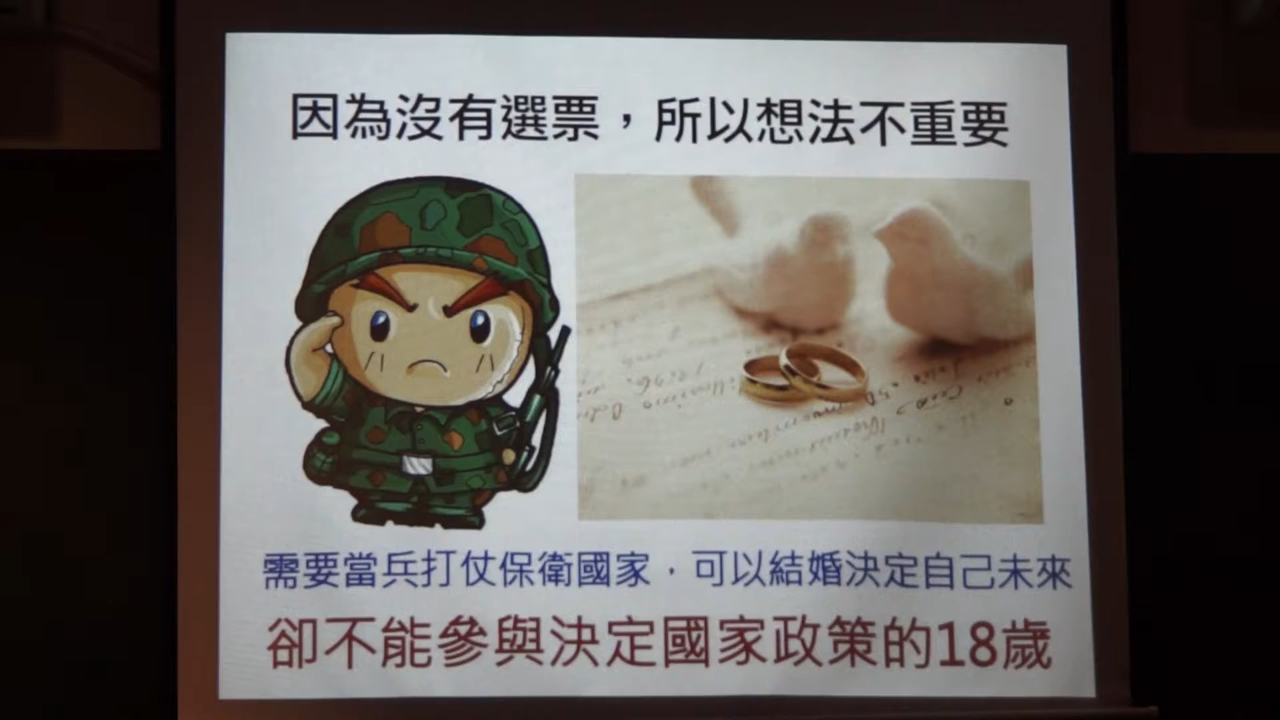 因為沒有選票，所以想法不重要
需要當兵打仗保衛國家，可以結婚決定自己未來
卻不能參與決定國家政策的18歲